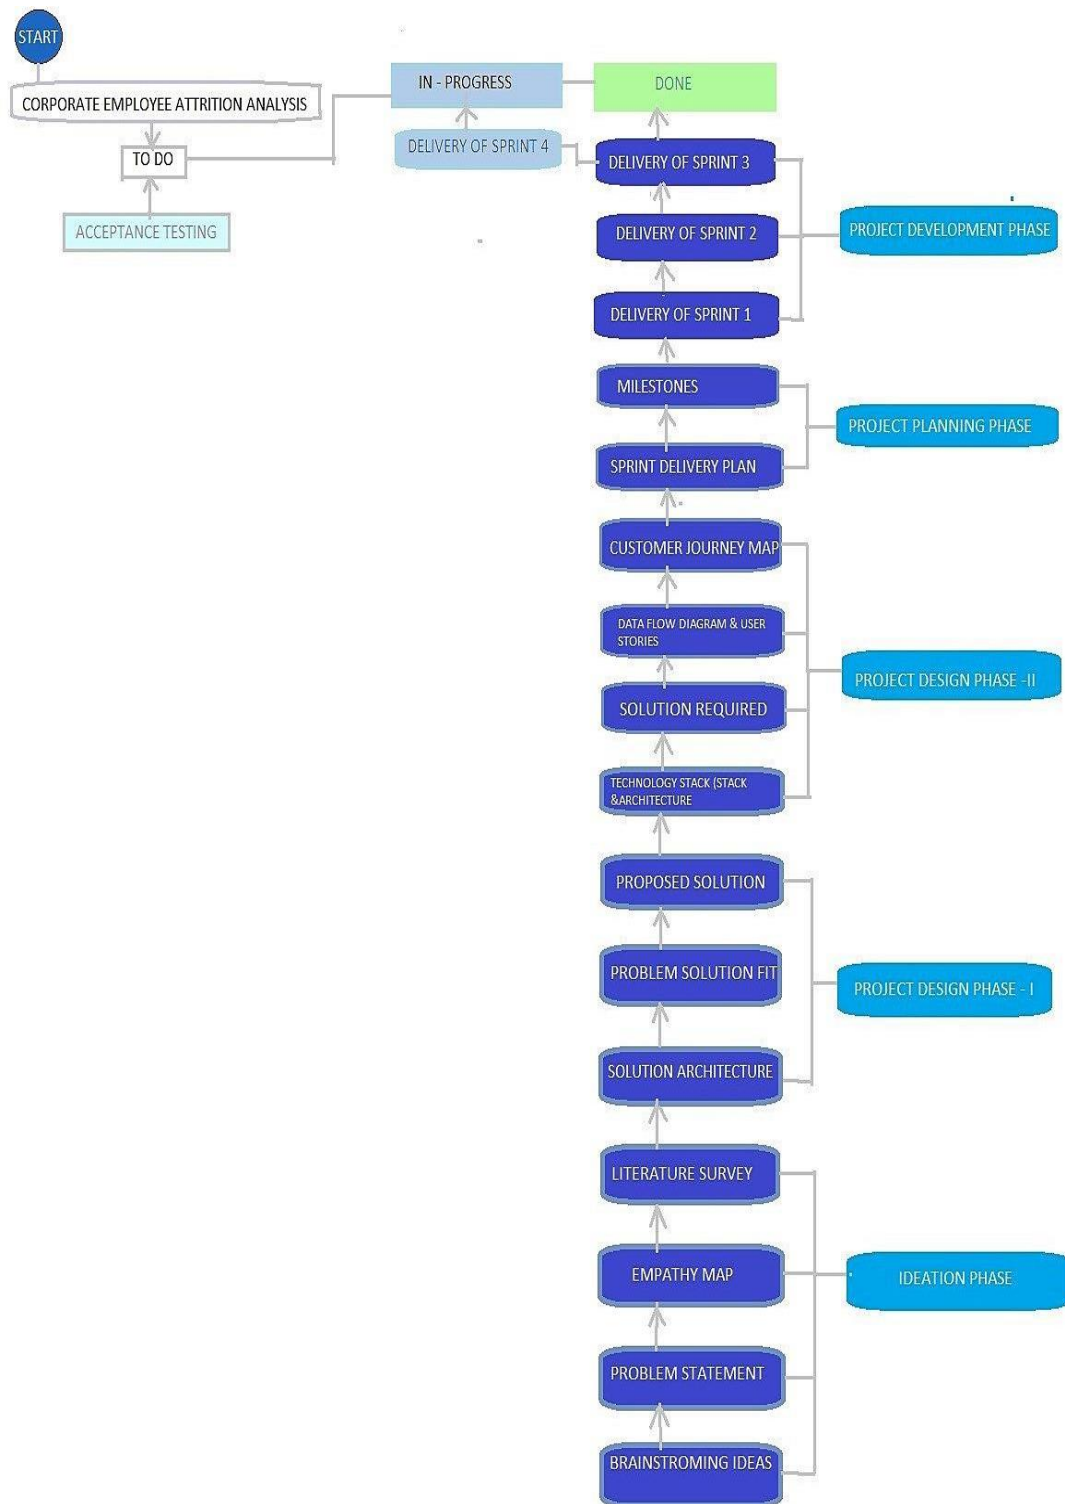 START
CORPORATE EMPLOYEE ATTRITION ANALYSIS
TO DO
ACCEPTANCE TESTING
IN - PROGRESS
DELIVERY OF SPRINT 4
DONE
DELIVERY OF SPRINT 3
DELIVERY OF SPRINT 2
DELIVERY OF SPRINT 1
PROJECT DEVELOPMENT PHASE
MILESTONES
SPRINT DELIVERY PLAN
PROJECT PLANNING PHASE
CUSTOMER JOURNEY MAP
DATA FLOW DIAGRAM & USER
STORIES
SOLUTION REQUIRED
TECHNOLOGY STACK (STACK
&ARCHITECTURE
PROJECT DESIGN PHASE -II
PROPOSED SOLUTION
PROBLEM SOLUTION FIT
SOLUTION ARCHITECTURE
PROJECT DESIGN PHASE - I
LITERATURE SURVEY
EMPATHY MAP
PROBLEM STATEMENT
BRAINSTROMING IDEAS
IDEATION PHASE